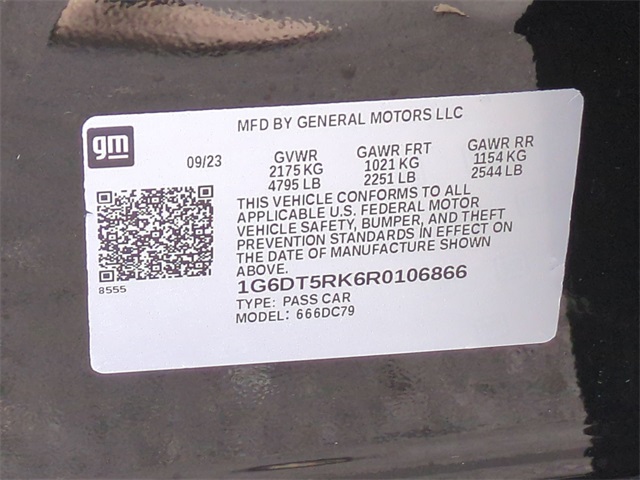 MFD BY GENERAL MOTORS LLC
gm
09/23
GVWR GAWR FRT GAWR RR
2175 KG 1021 KG 1154 KG
4795 LB 2251 LB 2544 LB
THIS VEHICLE CONFORMS TO ALL
APPLICABLE U.S. FEDERAL MOTOR
VEHICLE SAFETY, BUMPER, AND THEFT
PREVENTION STANDARDS IN EFFECT ON
THE DATE OF MANUFACTURE SHOWN
ABOVE.
8555
1G6DT5RK6R0106866
TYPE: PASS CAR
MODEL: 666DC79